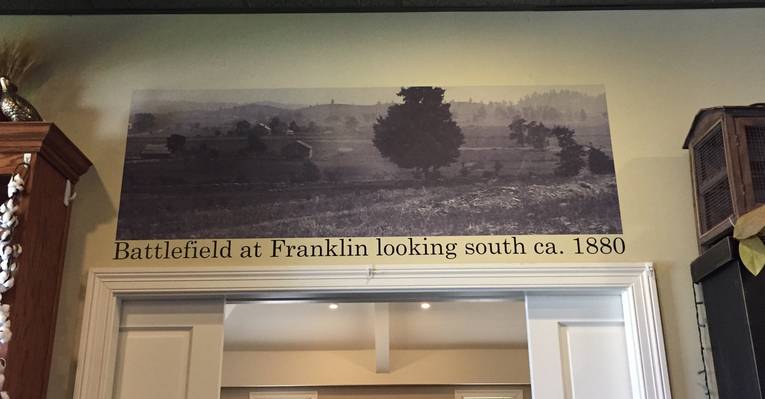 Battlefield at Franklin looking south ca. 1880